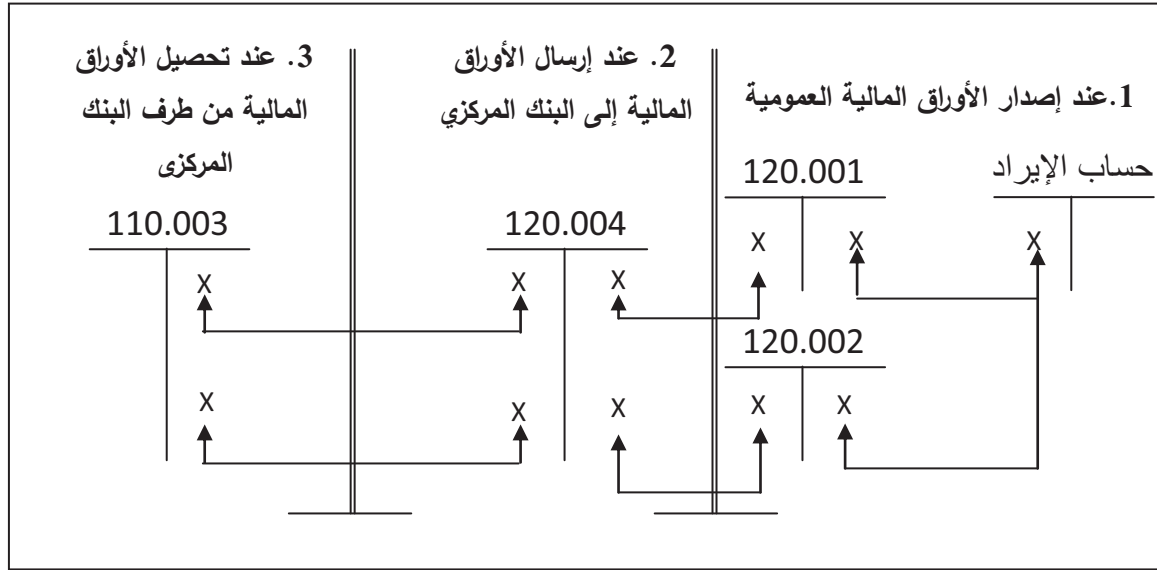 1.عند إصدار الأوراق المالية العمومية
حساب الإيراد
120.001
X X X
120.002
X X
2. عند إرسال الأوراق
المالية إلى البنك المركزي
120.004
X X
X X
3. عند تحصيل الأوراق
المالية من طرف البنك
المركزى
110.003
X
X